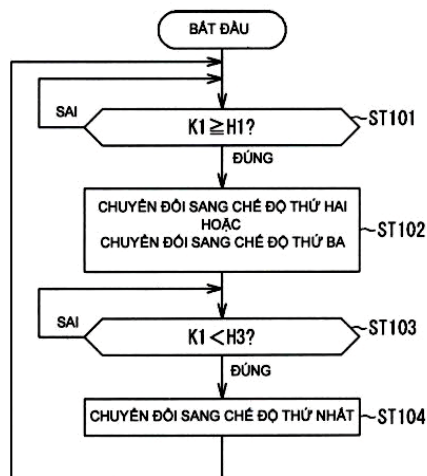 BẮT ĐẦU
SAI
K1≧H1?
ST101
ĐÚNG
CHUYỂN ĐỔI SANG CHẾ ĐỘ THỨ HAI
HOẶC
CHUYỂN ĐỔI SANG CHẾ ĐỘ THỨ BA
ST102
SAI
K1<H3?
ST103
ĐÚNG
CHUYỂN ĐỔI SANG CHẾ ĐỘ THỨ NHẤT
ST104